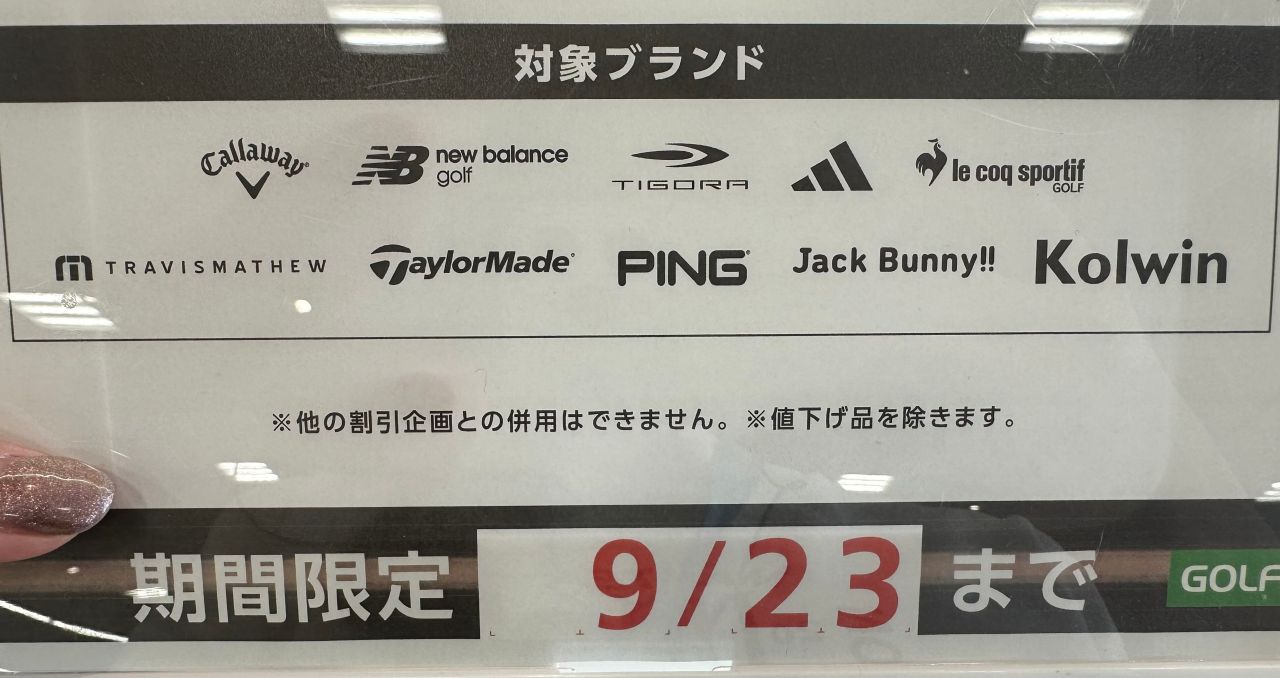 対象ブランド
Callaway new balance golf TIGORA le coq sportif GOLF
TRAVISMATHEW TaylorMade PING Jack Bunny!! Kolwin
※他の割引企画との併用はできません。※値下げ品を除きます。
期間限定 9/23 まで GOLF